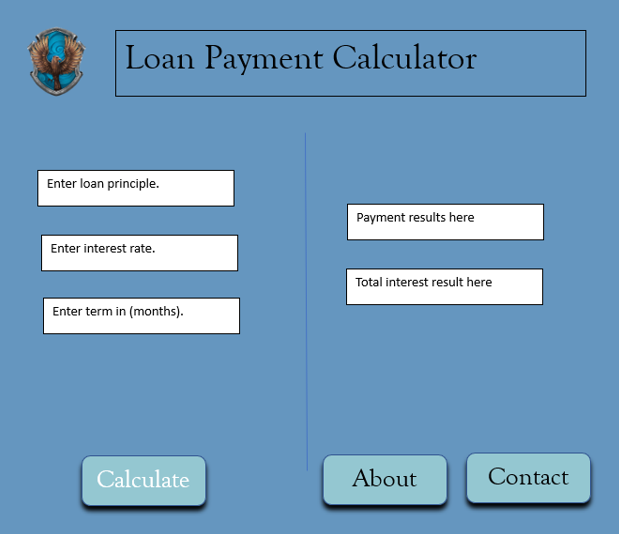 Loan Payment Calculator
Enter loan principle.
Enter interest rate.
Enter term in (months).
Payment results here
Total interest result here
Calculate
About
Contact